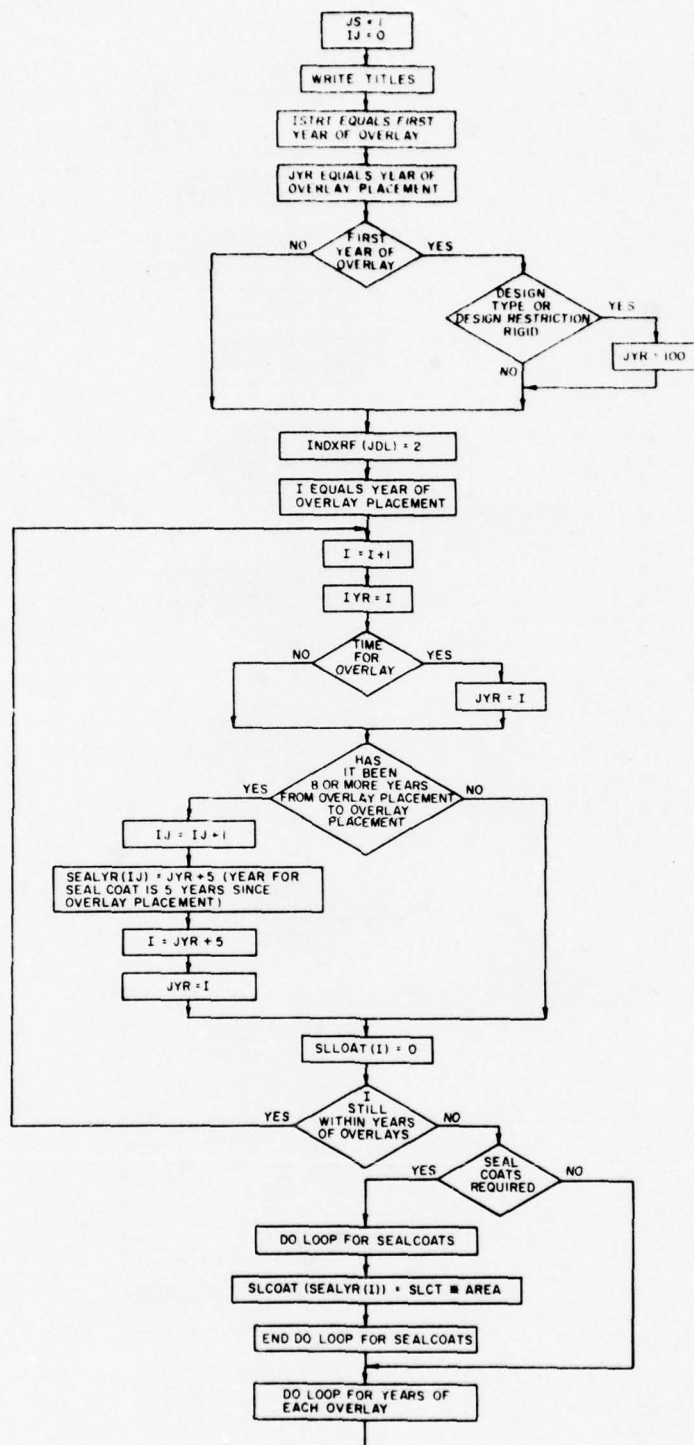 JS = 1
IJ = 0
WRITE TITLES
ISTRT EQUALS FIRST
YEAR OF OVERLAY
JYR EQUALS YEAR OF
OVERLAY PLACEMENT
FIRST
YEAR OF
OVERLAY
NO
YES
DESIGN
TYPE OR
DESIGN RESTRICTION
RIGID
YES
JYR = 100
NO
INDXRF (JDL) = 2
I EQUALS YEAR OF
OVERLAY PLACEMENT
I = I+1
IYR = I
TIME
FOR
OVERLAY
NO
YES
JYR = I
HAS
IT BEEN
8 OR MORE YEARS
FROM OVERLAY PLACEMENT
TO OVERLAY
PLACEMENT
YES
NO
IJ = IJ+1
SEALYR(IJ) = JYR+5 (YEAR FOR
SEAL COAT IS 5 YEARS SINCE
OVERLAY PLACEMENT)
I = JYR + 5
JYR = I
SLLOAT(I) = 0
I
STILL
WITHIN YEARS
OF OVERLAYS
YES
NO
SEAL
COATS
REQUIRED
YES
NO
DO LOOP FOR SEALCOATS
SLCOAT (SEALYR(I)) = SLCT * AREA
END DO LOOP FOR SEALCOATS
DO LOOP FOR YEARS OF
EACH OVERLAY